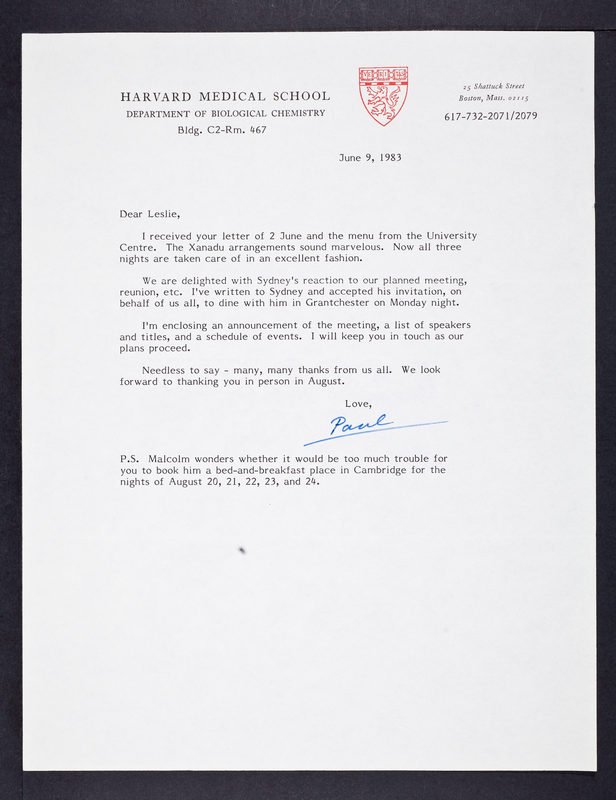 HARVARD MEDICAL SCHOOL
DEPARTMENT OF BIOLOGICAL CHEMISTRY
Bldg. C2-Rm. 467
VE RI TAS
25 Shattuck Street
Boston, Mass. 02115
617-732-2071/2079
June 9, 1983
Dear Leslie,
I received your letter of 2 June and the menu from the University
Centre. The Xanadu arrangements sound marvelous. Now all three
nights are taken care of in an excellent fashion.
We are delighted with Sydney's reaction to our planned meeting,
reunion, etc. I've written to Sydney and accepted his invitation, on
behalf of us all, to dine with him in Grantchester on Monday night.
I'm enclosing an announcement of the meeting, a list of speakers
and titles, and a schedule of events. I will keep you in touch as our
plans proceed.
Needless to say - many, many thanks from us all. We look
forward to thanking you in person in August.
Love,
Paul
P.S. Malcolm wonders whether it would be too much trouble for
you to book him a bed-and-breakfast place in Cambridge for the
nights of August 20, 21, 22, 23, and 24.